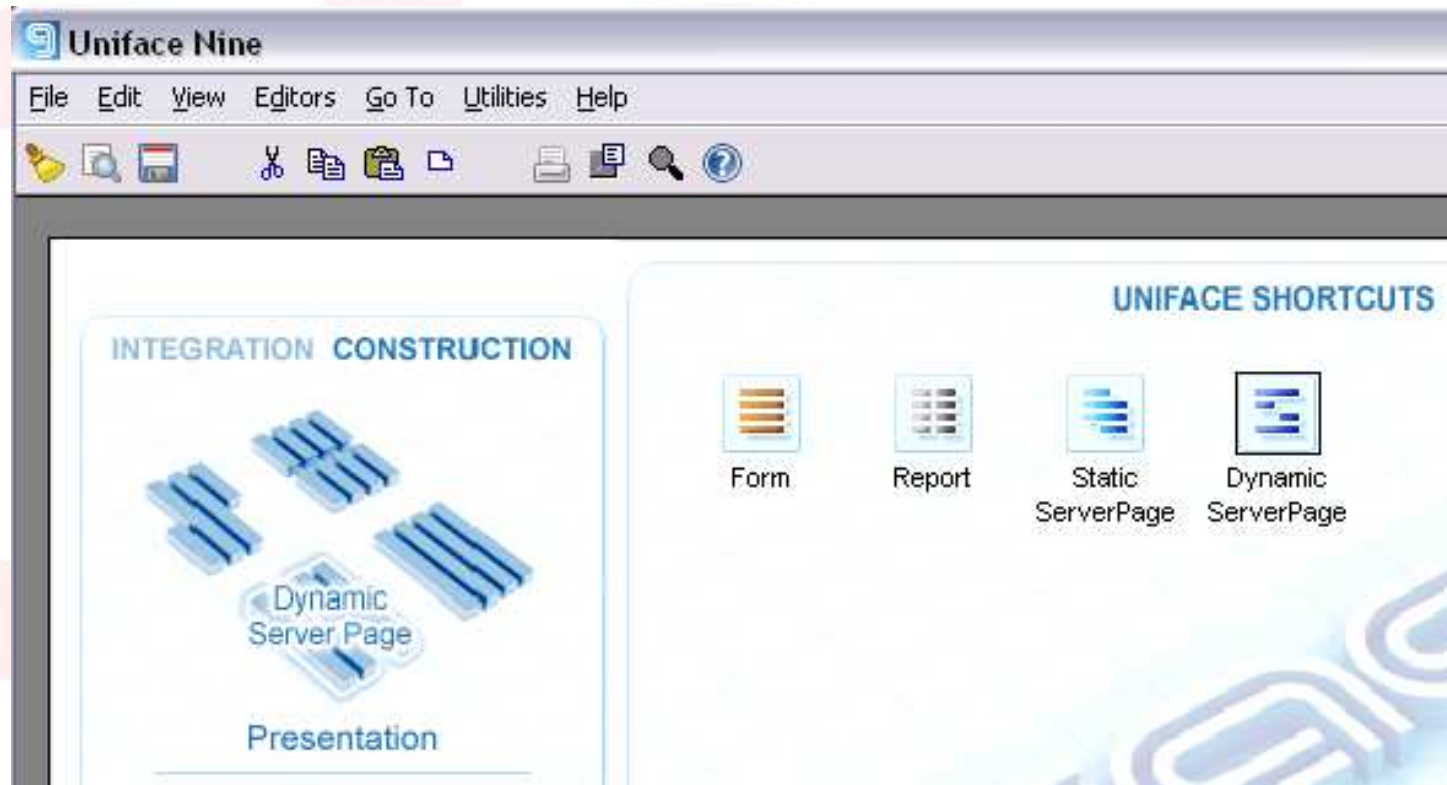 Uniface Nine
File Edit View Editors Go To Utilities Help
UNIFACE SHORTCUTS
INTEGRATION CONSTRUCTION
Form
Report
Static
ServerPage
Dynamic
ServerPage
Dynamic
Server Page
Presentation